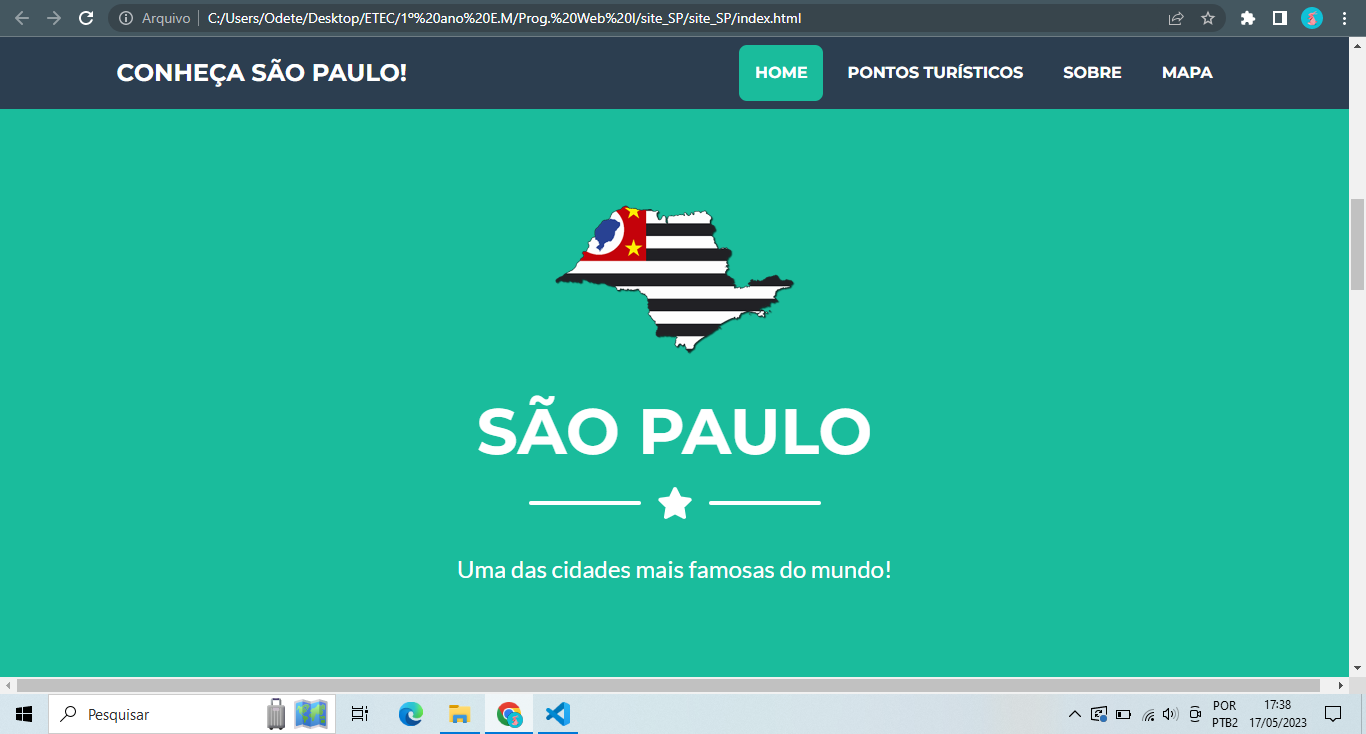 Arquivo | C:/Users/Odete/Desktop/ETEC/1º%20ano%20E.M/Prog.%20Web%20I/site_SP/site_SP/index.html
CONHEÇA SÃO PAULO! HOME PONTOS TURÍSTICOS SOBRE MAPA
SÃO PAULO
Uma das cidades mais famosas do mundo!
Pesquisar
POR 17:38
PTB2 17/05/2023